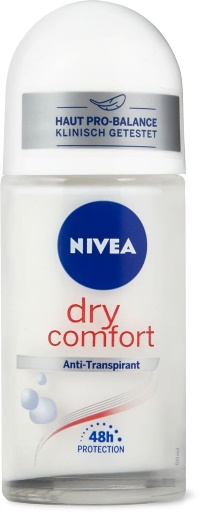 HAUT PRO-BALANCE
KLINISCH GETESTET
NIVEA
dry
comfort
Anti-Transpirant
48h
PROTECTION